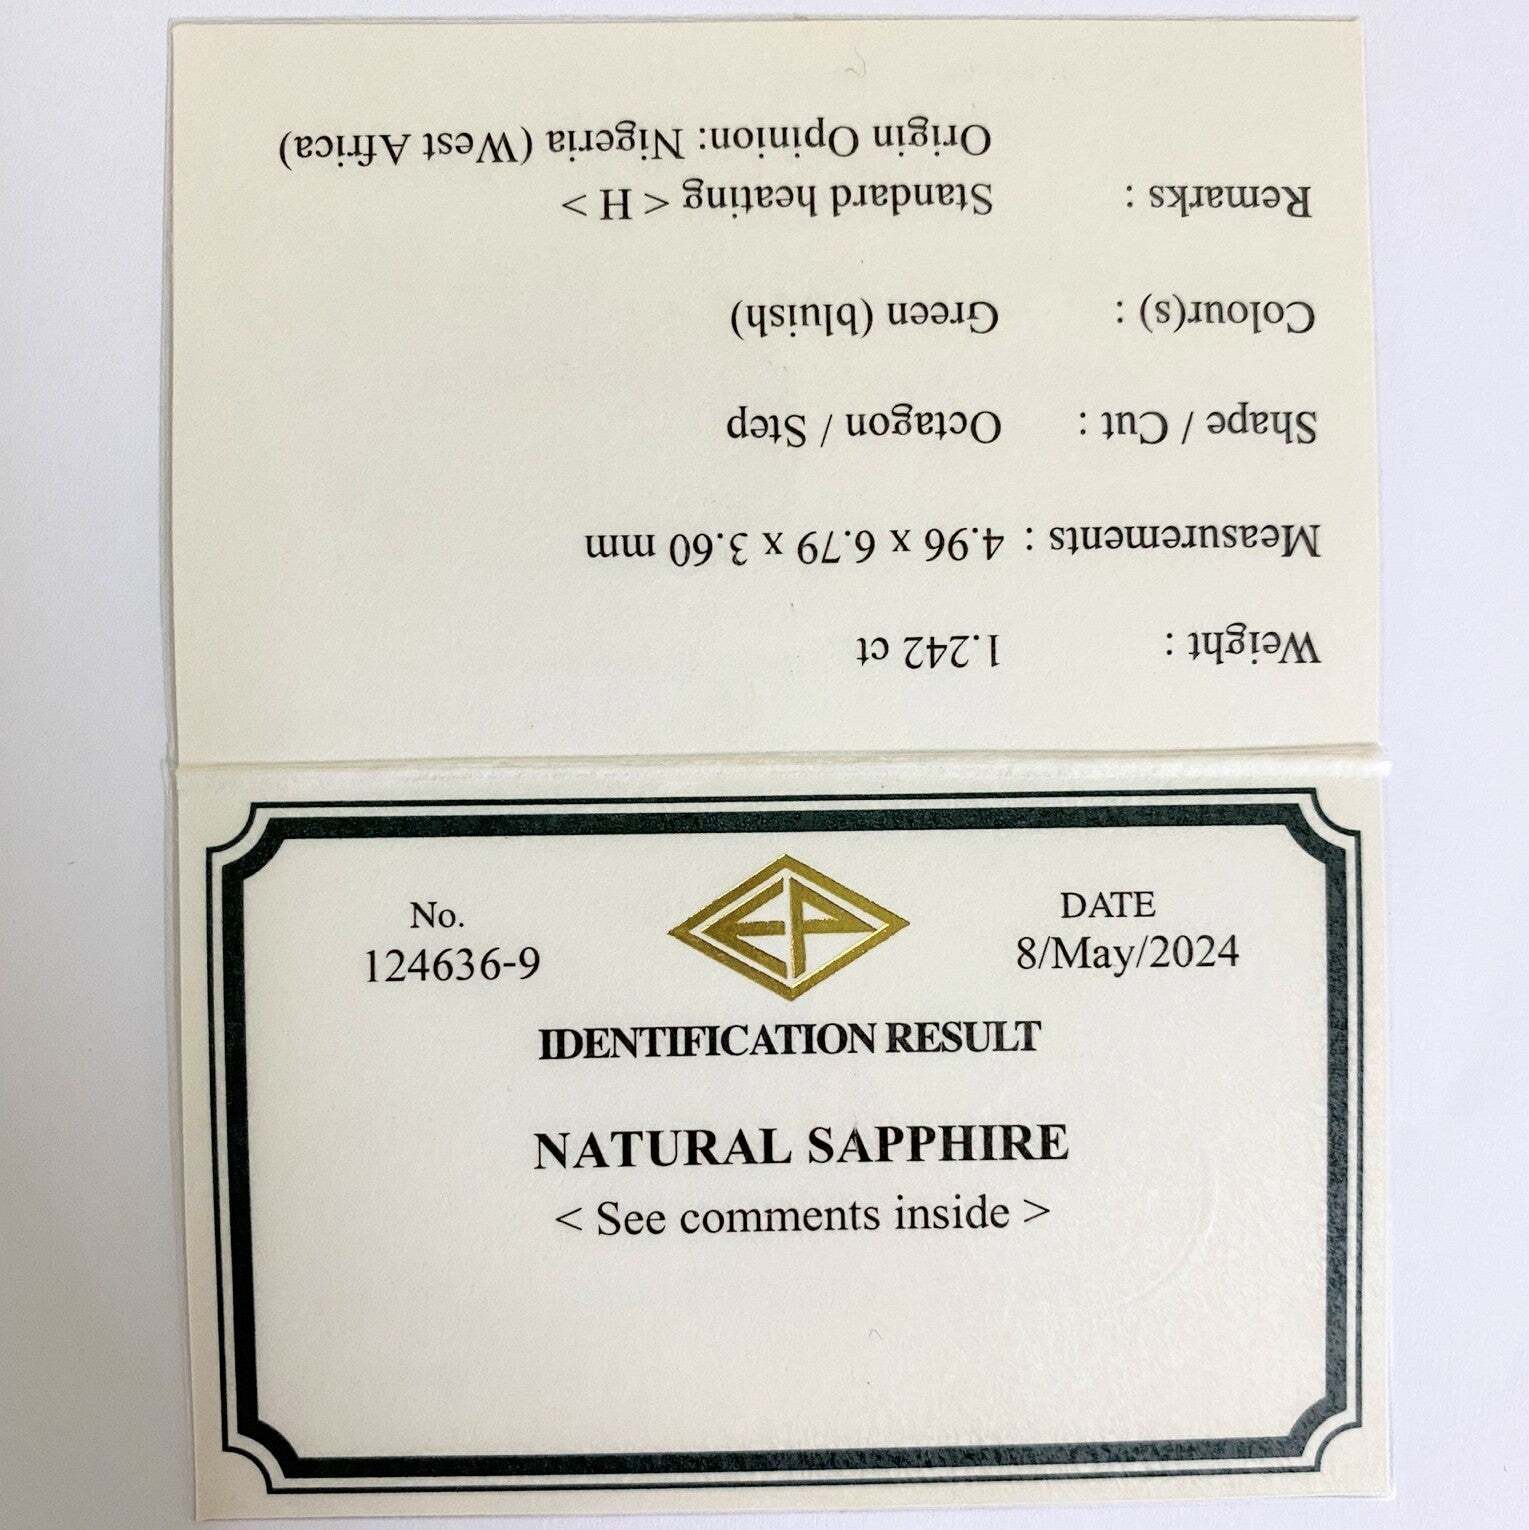 No.
124636-9
EP
DATE
8/May/2024
IDENTIFICATION RESULT
NATURAL SAPPHIRE
< See comments inside >
Weight : 1.242 ct
Measurements : 4.96 x 6.79 x 3.60 mm
Shape / Cut : Octagon / Step
Colour(s) : Green (bluish)
Remarks : Standard heating < H >
Origin Opinion: Nigeria (West Africa)